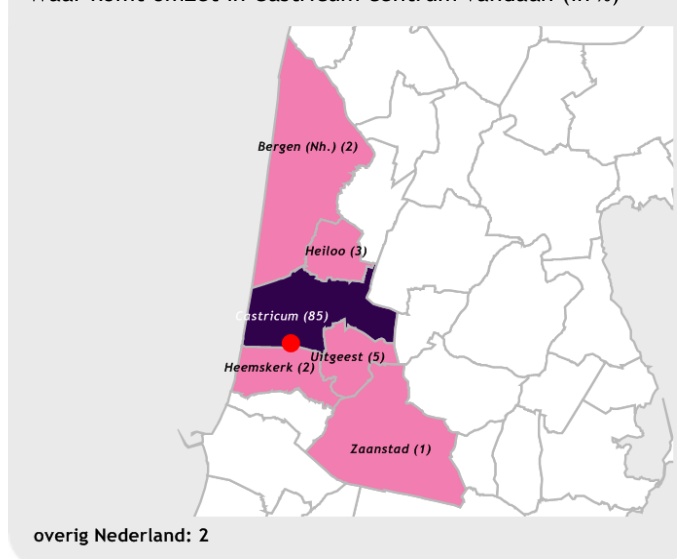 Waar komt omzet in Castricum centrum vandaan (in %)
Bergen (Nh.) (2)
Heiloo (3)
Castricum (85)
Uitgeest (5)
Heemskerk (2)
Zaanstad (1)
overig Nederland: 2